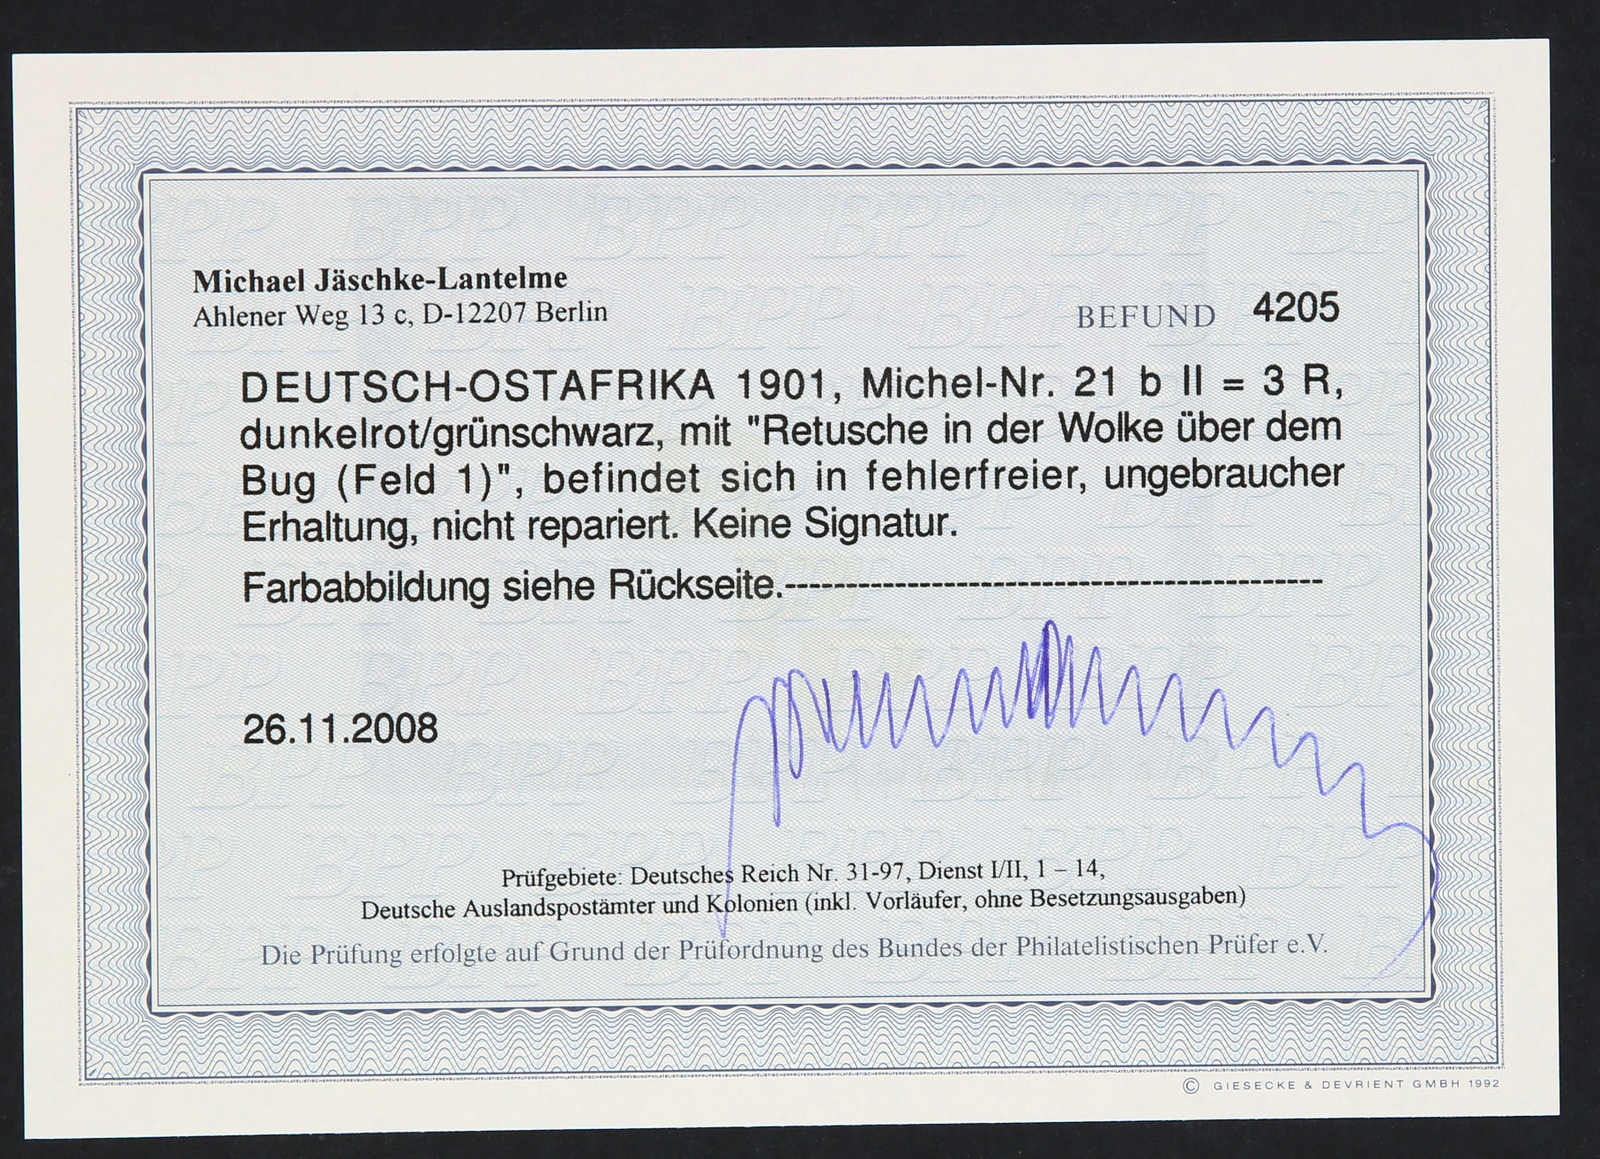 Michael Jäschke-Lantelme
Ahlener Weg 13 c, D-12207 Berlin
BEFUND 4205
DEUTSCH-OSTAFRIKA 1901, Michel-Nr. 21 b II = 3 R,
dunkelrot/grünschwarz, mit "Retusche in der Wolke über dem
Bug (Feld 1)", befindet sich in fehlerfreier, ungebraucher
Erhaltung, nicht repariert. Keine Signatur.
Farbabbildung siehe Rückseite.--------------------------------------------
26.11.2008
Prüfgebiete: Deutsches Reich Nr. 31-97, Dienst I/II, 1 – 14,
Deutsche Auslandspostämter und Kolonien (inkl. Vorläufer, ohne Besetzungsausgaben)
Die Prüfung erfolgte auf Grund der Prüfordnung des Bundes der Philatelistischen Prüfer e.V.
© GIESECKE & DEVRIENT GMBH 1992